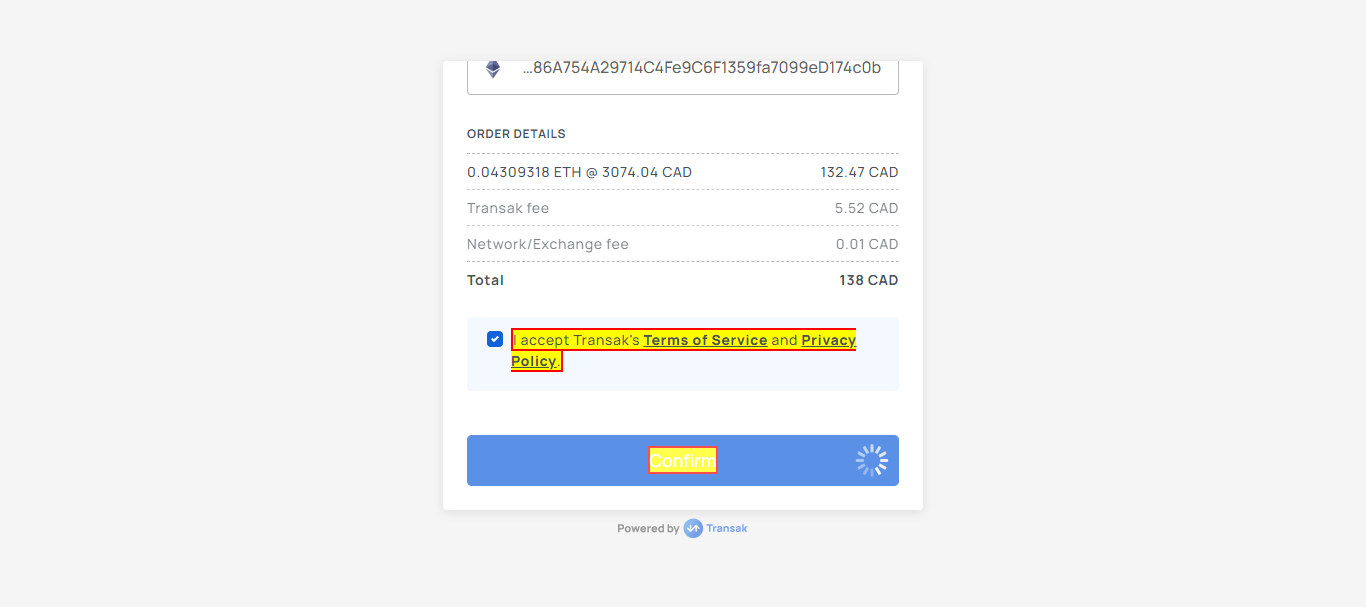 ...86A754A29714C4Fe9C6F1359fa7099eD174c0b
ORDER DETAILS
0.04309318 ETH @ 3074.04 CAD 132.47 CAD
Transak fee 5.52 CAD
Network/Exchange fee 0.01 CAD
Total 138 CAD
I accept Transak's Terms of Service and Privacy
Policy.
Confirm
Powered by Transak